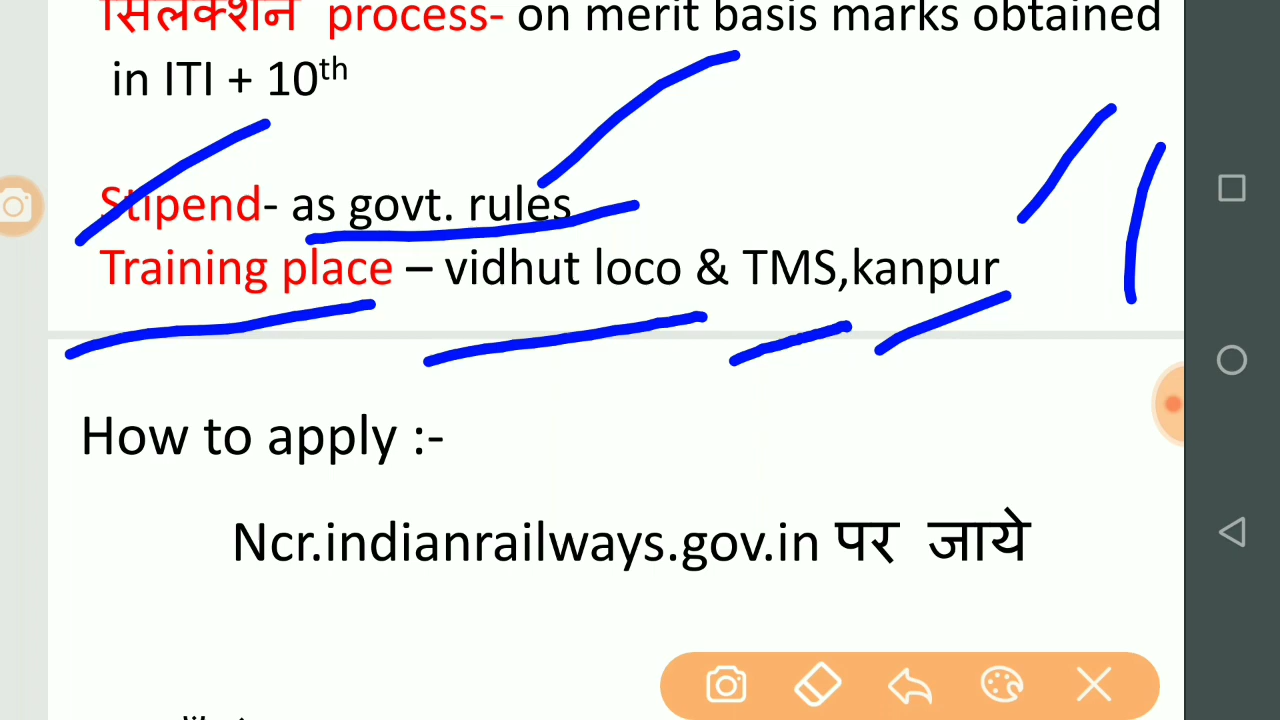 सिलेक्शन process- on merit basis marks obtained
in ITI + 10th
Stipend- as govt. rules
Training place – vidhut loco & TMS,kanpur
How to apply :-
Ncr.indianrailways.gov.in पर जाये